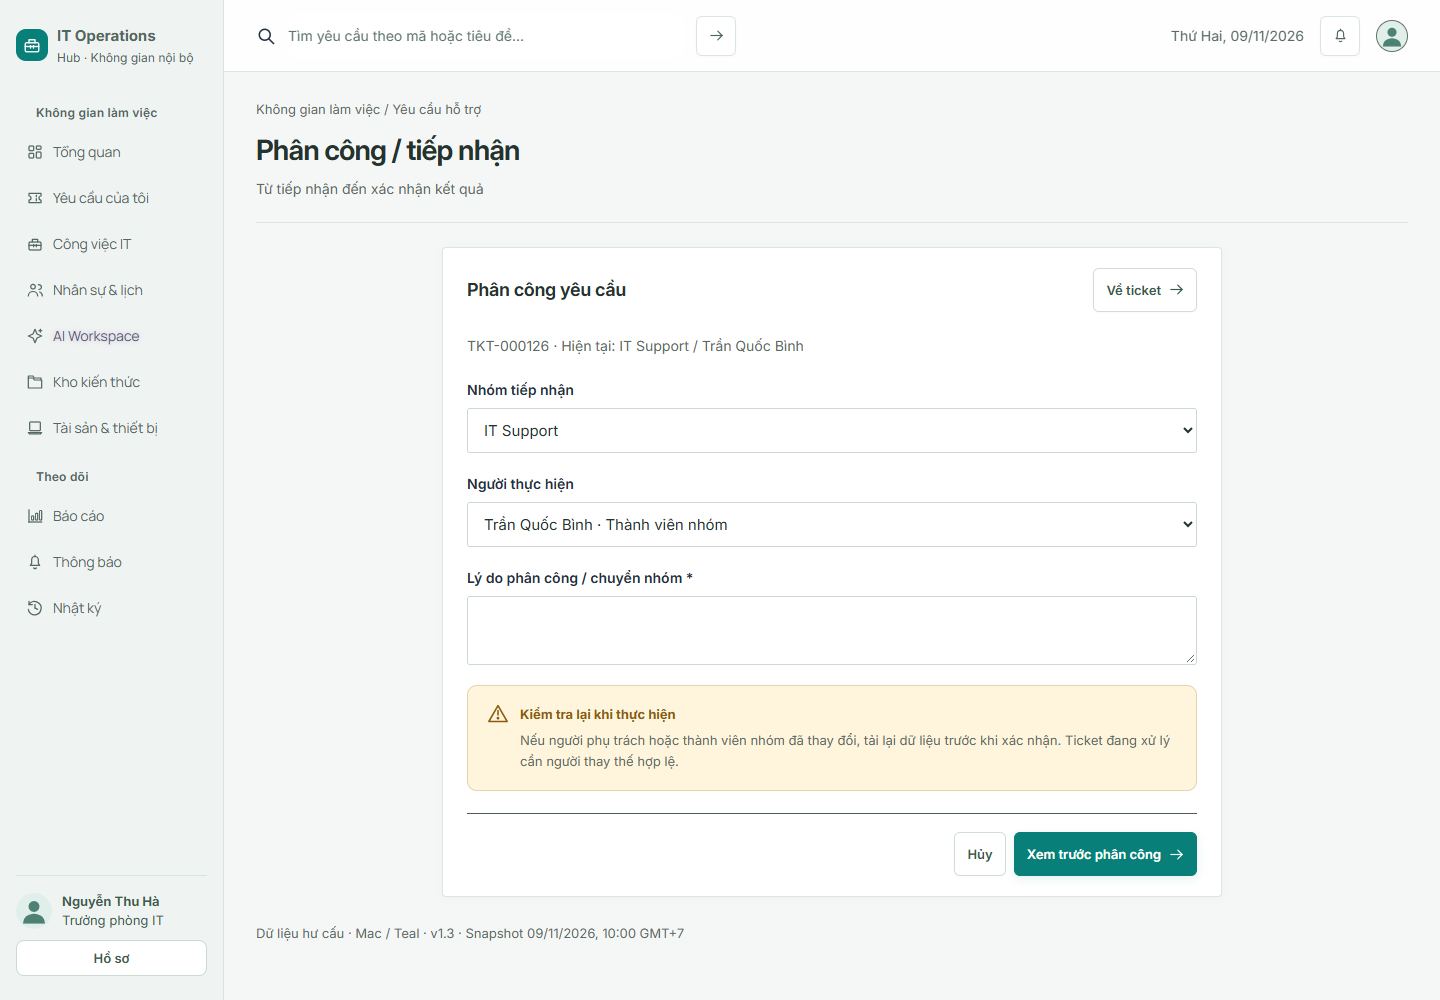 IT Operations
Hub · Không gian nội bộ
Không gian làm việc
Tổng quan
Yêu cầu của tôi
Công việc IT
Nhân sự & lịch
AI Workspace
Kho kiến thức
Tài sản & thiết bị
Theo dõi
Báo cáo
Thông báo
Nhật ký
Nguyễn Thu Hà
Trưởng phòng IT
Hồ sơ
Tìm yêu cầu theo mã hoặc tiêu đề...
Thứ Hai, 09/11/2026
Không gian làm việc / Yêu cầu hỗ trợ
Phân công / tiếp nhận
Từ tiếp nhận đến xác nhận kết quả
Phân công yêu cầu
Về ticket →
TKT-000126 · Hiện tại: IT Support / Trần Quốc Bình
Nhóm tiếp nhận
IT Support
Người thực hiện
Trần Quốc Bình · Thành viên nhóm
Lý do phân công / chuyển nhóm *
Kiểm tra lại khi thực hiện
Nếu người phụ trách hoặc thành viên nhóm đã thay đổi, tải lại dữ liệu trước khi xác nhận. Ticket đang xử lý
cần người thay thế hợp lệ.
Hủy
Xem trước phân công →
Dữ liệu hư cấu · Mac / Teal · v1.3 · Snapshot 09/11/2026, 10:00 GMT+7